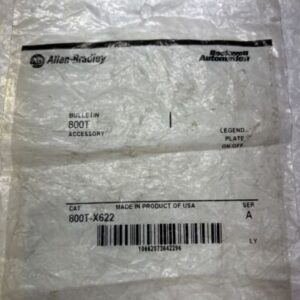 Allen-Bradley
Rockwell Automation
BULLETIN
800T
ACCESSORY
LEGEND
PLATE
ON-OFF
CAT
MADE IN PRODUCT OF USA
SER
800T-X622
A
LY